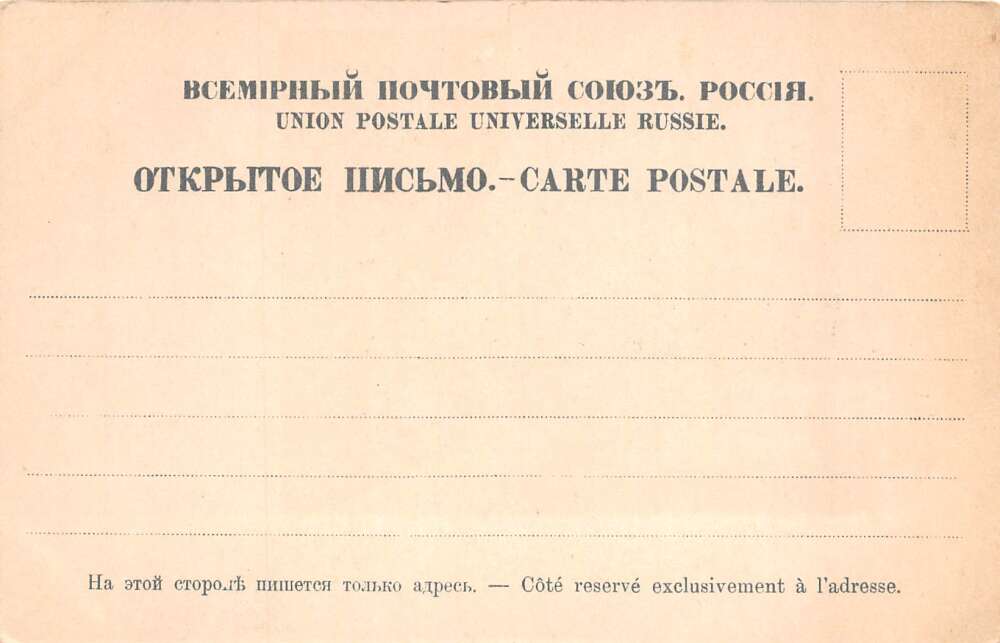 ВСЕМІРНЫЙ ПОЧТОВЫЙ СОЮЗЪ. РОССІЯ.
UNION POSTALE UNIVERSELLE RUSSIE.
ОТКРЫТОЕ ПИСЬМО.-CARTE POSTALE.
На этой сторонѣ пишется только адресь. — Côté reservé exclusivement à l'adresse.